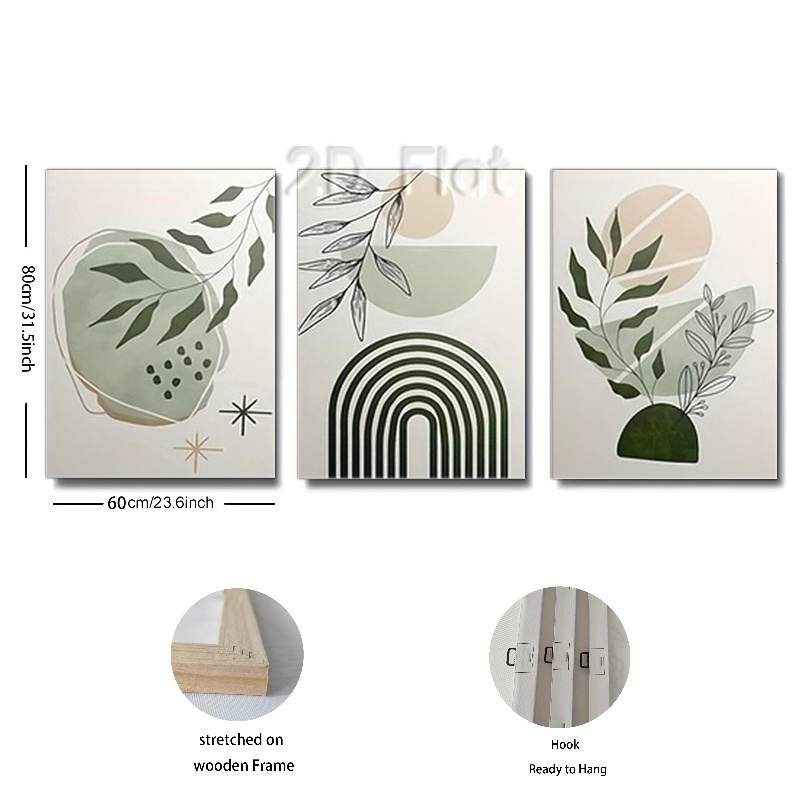 2D Flat
80cm/31.5inch
60cm/23.6inch
stretched on
wooden Frame
Hook
Ready to Hang